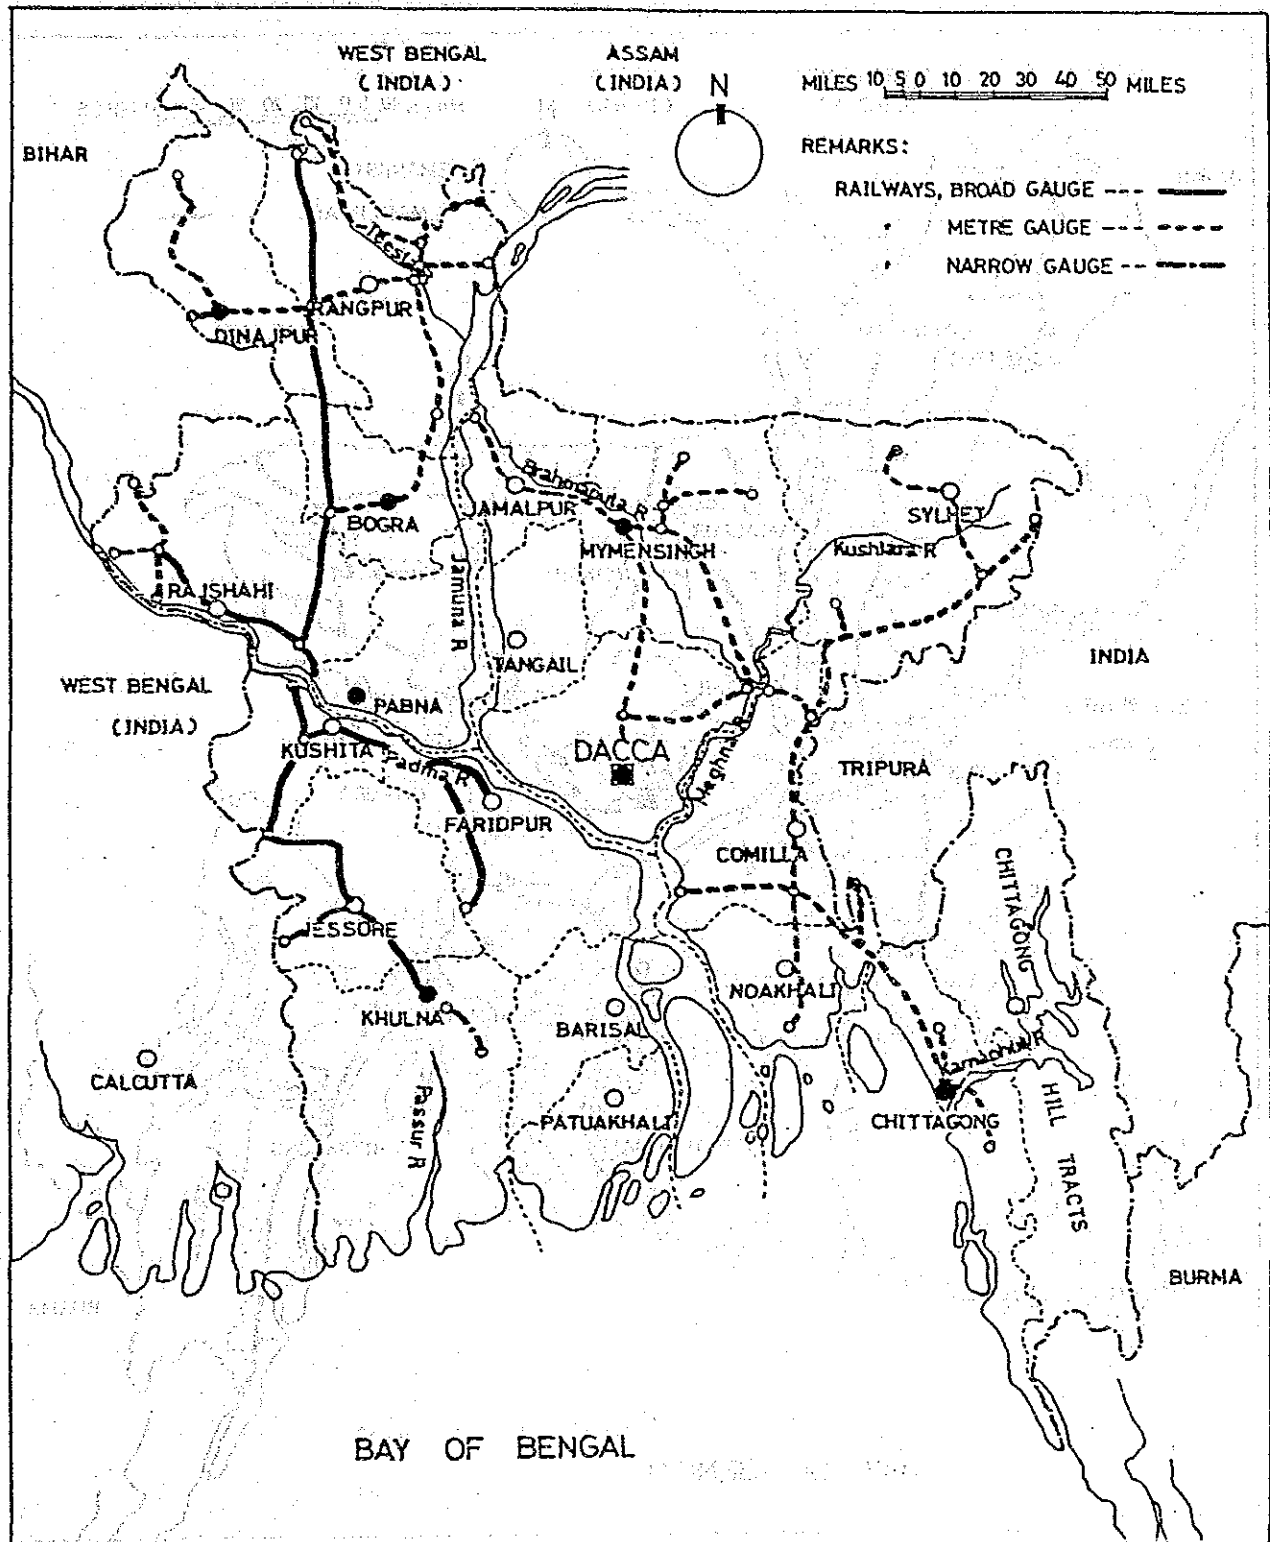 WEST BENGAL
(INDIA)
ASSAM
(INDIA)
N
MILES 10 5 0 10 20 30 40 50 MILES
BIHAR
REMARKS:
RAILWAYS, BROAD GAUGE
METRE GAUGE
NARROW GAUGE
RANGPUR
DINAJPUR
BOGRA
JAMALPUR
Brahmaputa R
MYMENSINGH
SYLHET
Kushiara R
Jamuna R
RAJSHAHI
TANGAIL
INDIA
WEST BENGAL
(INDIA)
PABNA
KUSHITA
Padma R
DACCA
Meghna R
TRIPURA
FARIDPUR
COMILLA
CHITTAGONG
HILL TRACTS
JESSORE
NOAKHALI
KHULNA
BARISAL
CALCUTTA
Passur R
PATUAKHALI
CHITTAGONG
BURMA
BAY OF BENGAL